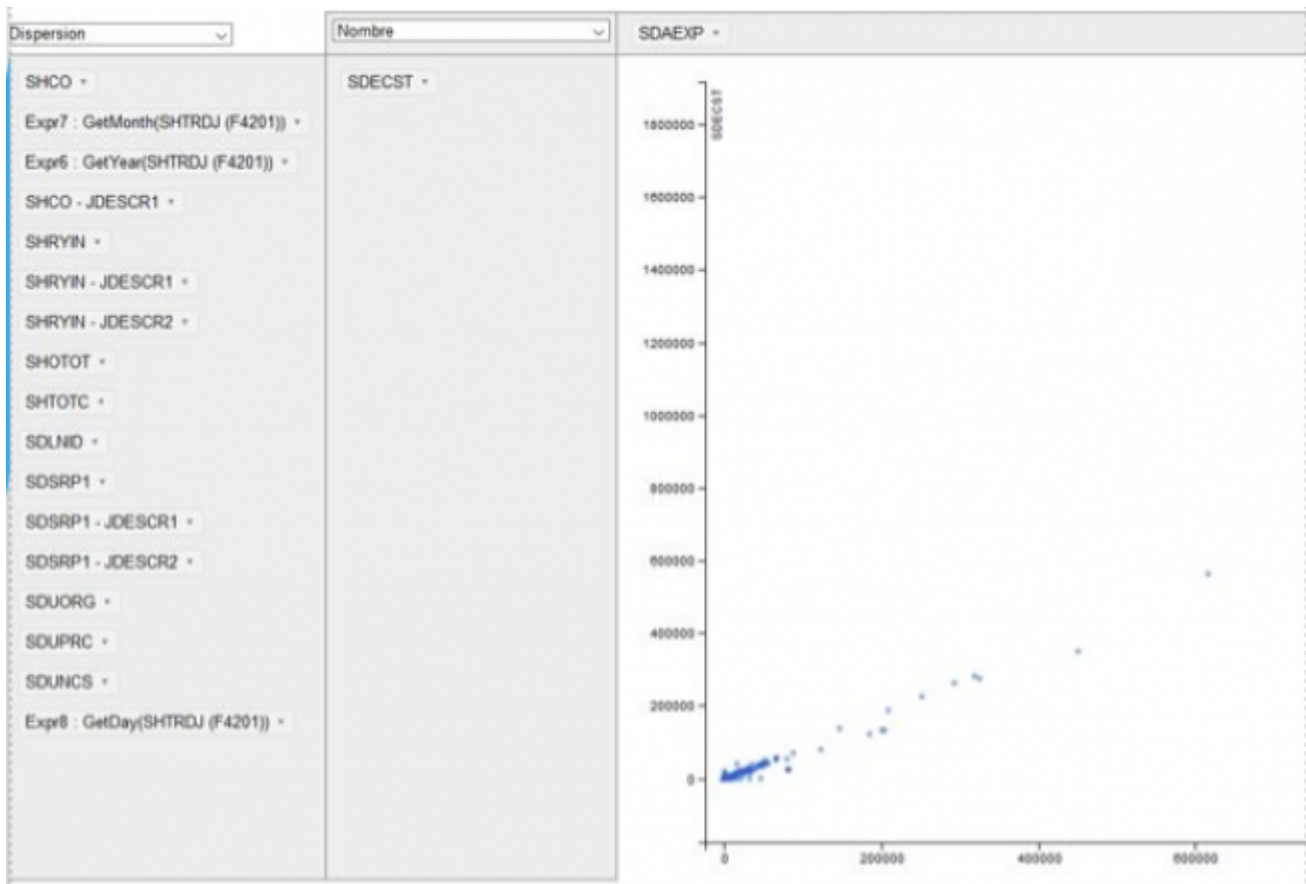 Dispersion
Nombre
SDAEXP
SHCO
SDECST
Expr7 : GetMonth(SHTRDJ (F4201))
Expr6 : GetYear(SHTRDJ (F4201))
SHCO - JDESCR1
SHRYIN
SHRYIN - JDESCR1
SHRYIN - JDESCR2
SHOTOT
SHTOTC
SDLNID
SDSRP1
SDSRP1 - JDESCR1
SDSRP1 - JDESCR2
SDUORG
SDUPRC
SDUNCS
Expr8 : GetDay(SHTRDJ (F4201))
SDECST
1800000
1600000
1400000
1200000
1000000
800000
600000
400000
200000
0
0
200000
400000
600000